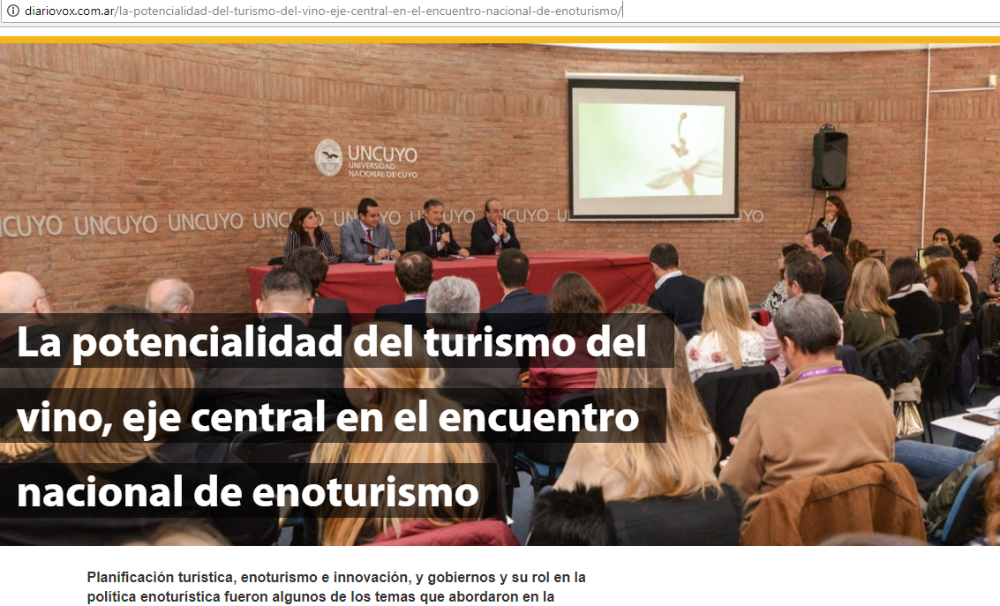 diariovox.com.ar/la-potencialidad-del-turismo-del-vino-eje-central-en-el-encuentro-nacional-de-enoturismo/
UNCUYO
UNIVERSIDAD
NACIONAL DE CUYO
CUYO UNCUYO UNCUYO UNCUYO UNCUYO UNCUYO UNCUYO UNCUYO
La potencialidad del turismo del
vino, eje central en el encuentro
nacional de enoturismo
Planificación turística, enoturismo e innovación, y gobiernos y su rol en la
política enoturística fueron algunos de los temas que abordaron en la